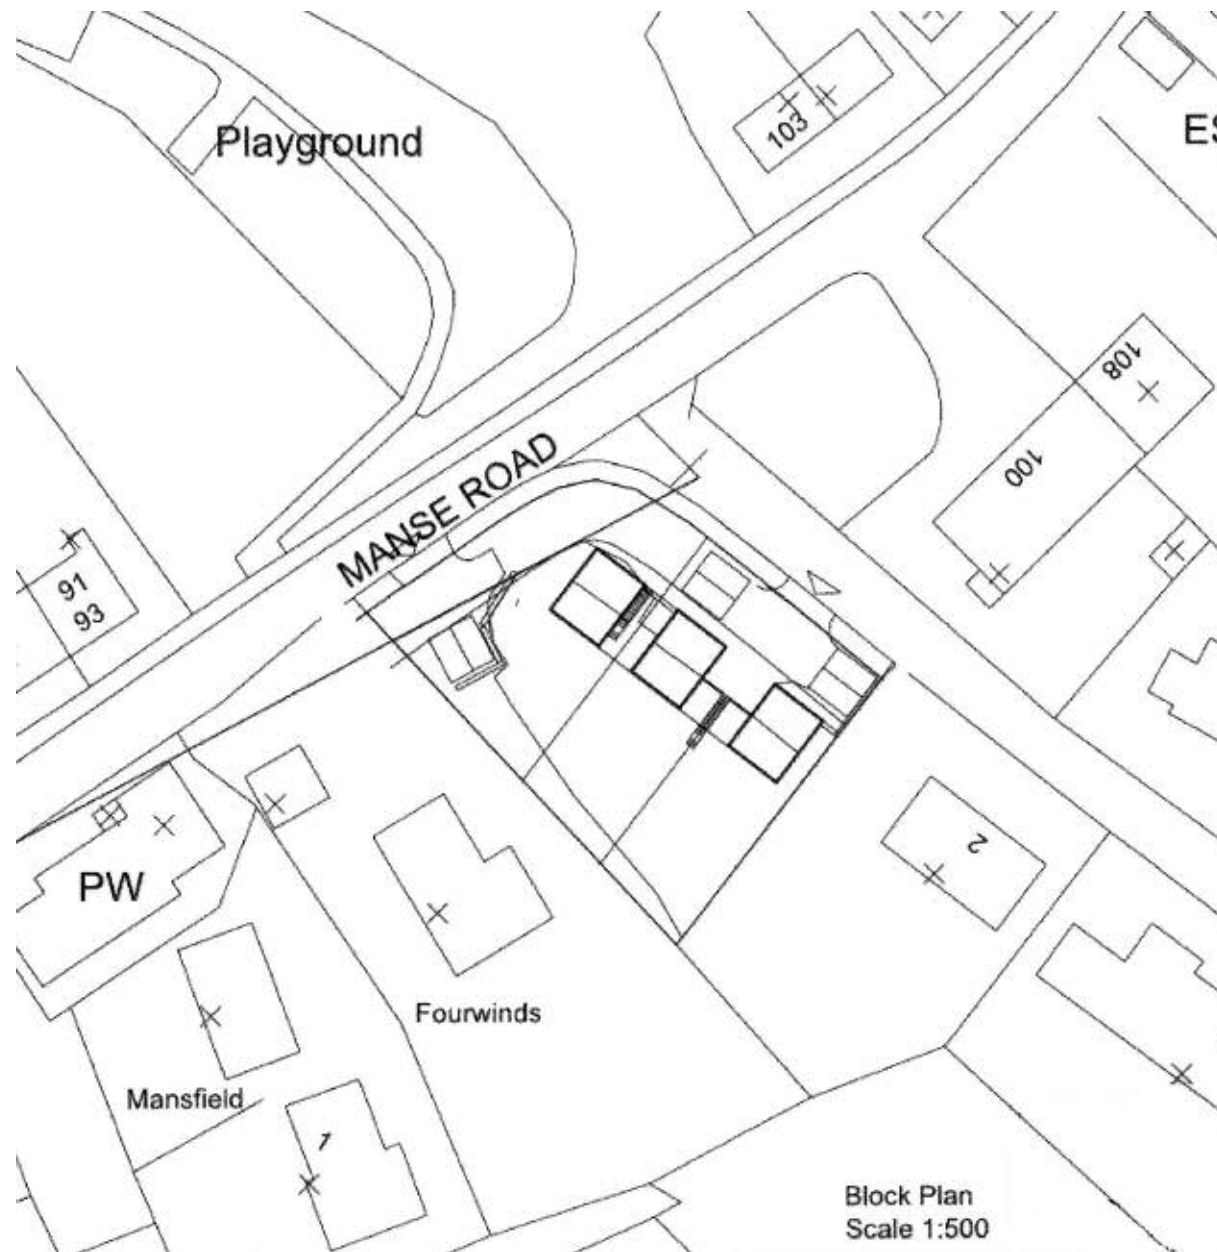 103
Playground
ES
108
100
MANSE ROAD
91
93
2
PW
Fourwinds
Mansfield
1
Block Plan
Scale 1:500